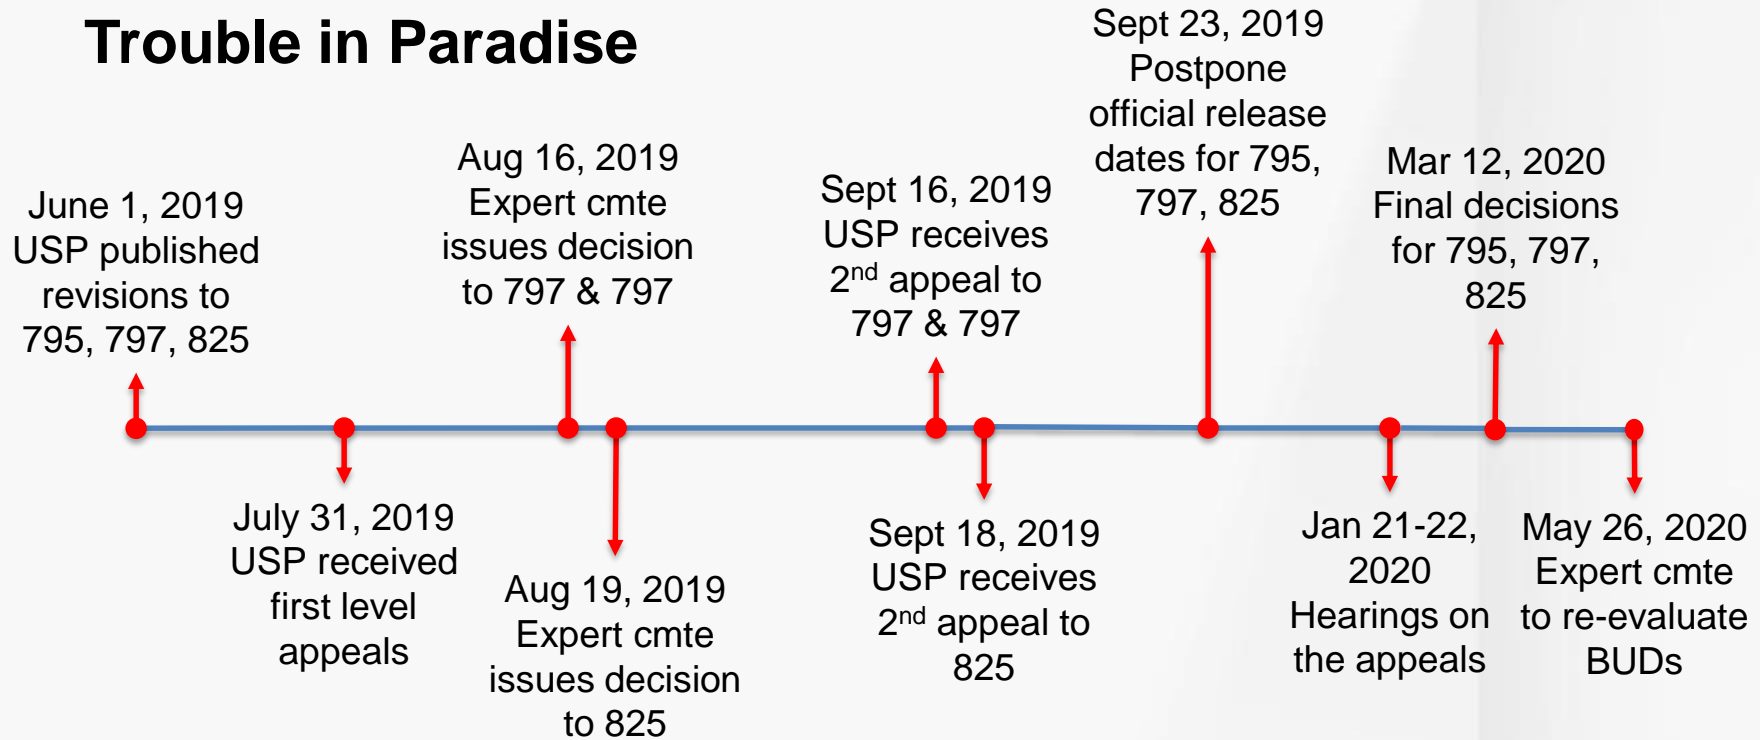 Trouble in Paradise
June 1, 2019
USP published
revisions to
795, 797, 825
July 31, 2019
USP received
first level
appeals
Aug 16, 2019
Expert cmte
issues decision
to 797 & 797
Aug 19, 2019
Expert cmte
issues decision
to 825
Sept 16, 2019
USP receives
2nd appeal to
797 & 797
Sept 18, 2019
USP receives
2nd appeal to
825
Sept 23, 2019
Postpone
official release
dates for 795,
797, 825
Jan 21-22,
2020
Hearings on
the appeals
Mar 12, 2020
Final decisions
for 795, 797,
825
May 26, 2020
Expert cmte
to re-evaluate
BUDs